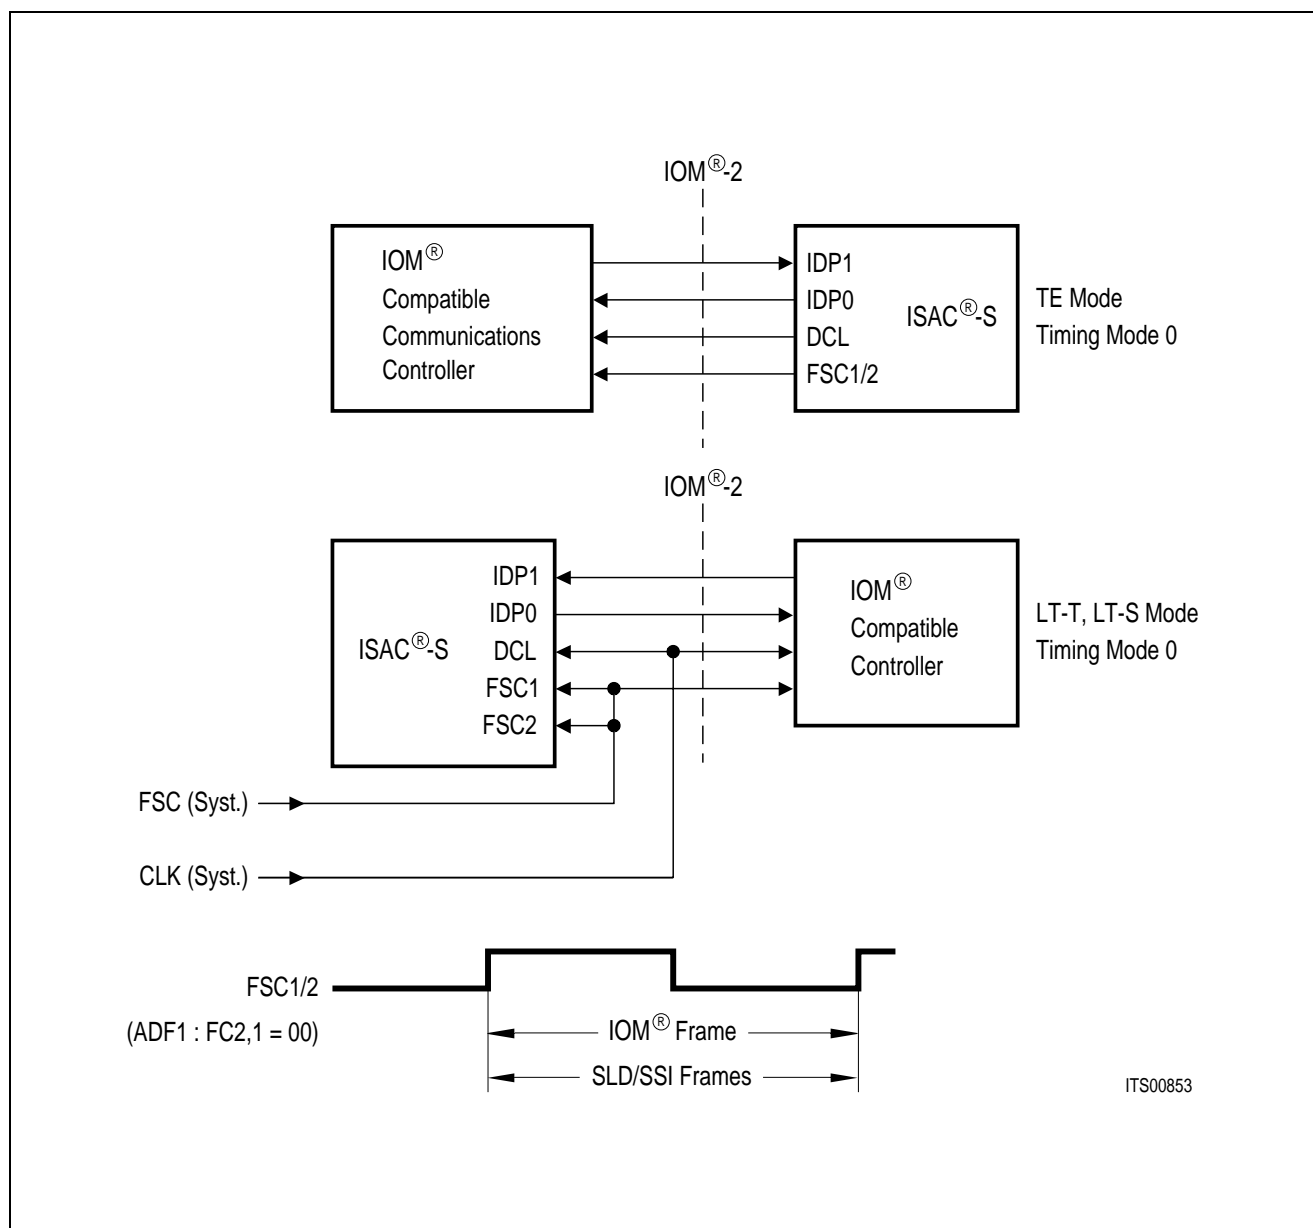 IOM®-2
IOM®
Compatible
Communications
Controller
IDP1
IDP0
DCL
FSC1/2
ISAC®-S
TE Mode
Timing Mode 0
IOM®-2
ISAC®-S
IDP1
IDP0
DCL
FSC1
FSC2
IOM®
Compatible
Controller
LT-T, LT-S Mode
Timing Mode 0
FSC (Syst.)
CLK (Syst.)
FSC1/2
(ADF1 : FC2,1 = 00)
IOM® Frame
SLD/SSI Frames
ITS00853